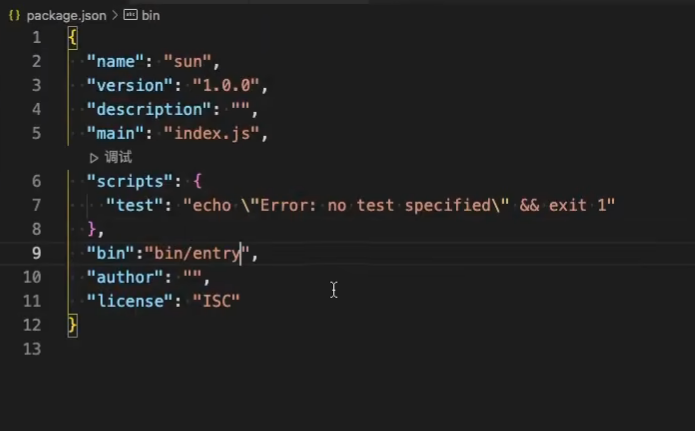 {} package.json > abc bin
1 {
2 "name": "sun",
3 "version": "1.0.0",
4 "description": "",
5 "main": "index.js",
▷ 调试
6 "scripts": {
7 "test": "echo \"Error: no test specified\" && exit 1"
8 },
9 "bin":"bin/entry",
10 "author": "",
11 "license": "ISC"
12 }
13